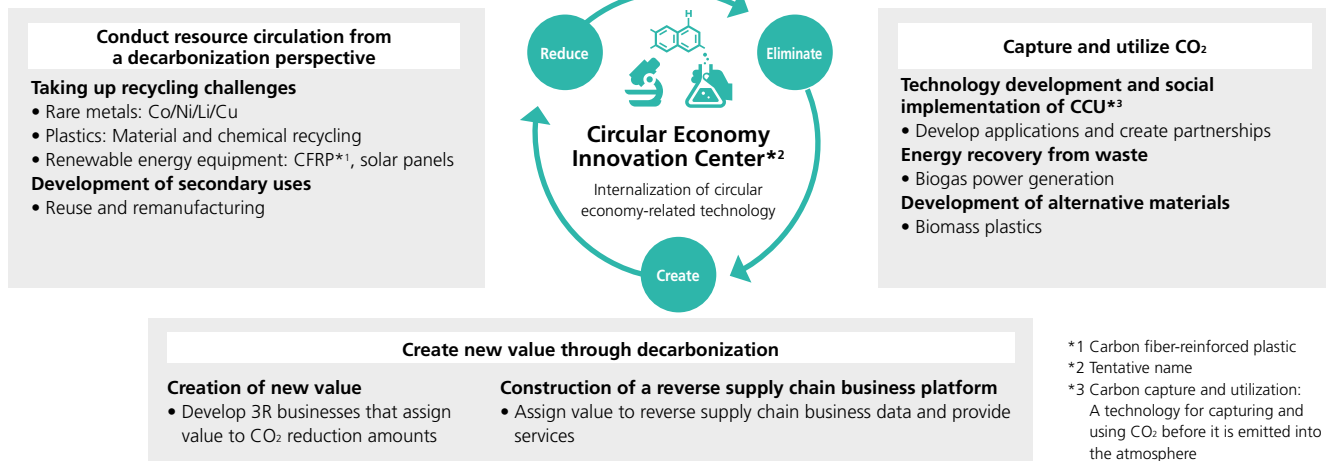 Conduct resource circulation from
a decarbonization perspective
Taking up recycling challenges
• Rare metals: Co/Ni/Li/Cu
• Plastics: Material and chemical recycling
• Renewable energy equipment: CFRP*1, solar panels
Development of secondary uses
• Reuse and remanufacturing
Reduce
H
Eliminate
Circular Economy
Innovation Center*2
Internalization of circular
economy-related technology
Create
Capture and utilize CO2
Technology development and social
implementation of CCU*3
• Develop applications and create partnerships
Energy recovery from waste
• Biogas power generation
Development of alternative materials
• Biomass plastics
Create new value through decarbonization
Creation of new value
• Develop 3R businesses that assign
value to CO2 reduction amounts
Construction of a reverse supply chain business platform
• Assign value to reverse supply chain business data and provide
services
*1 Carbon fiber-reinforced plastic
*2 Tentative name
*3 Carbon capture and utilization:
A technology for capturing and
using CO2 before it is emitted into
the atmosphere